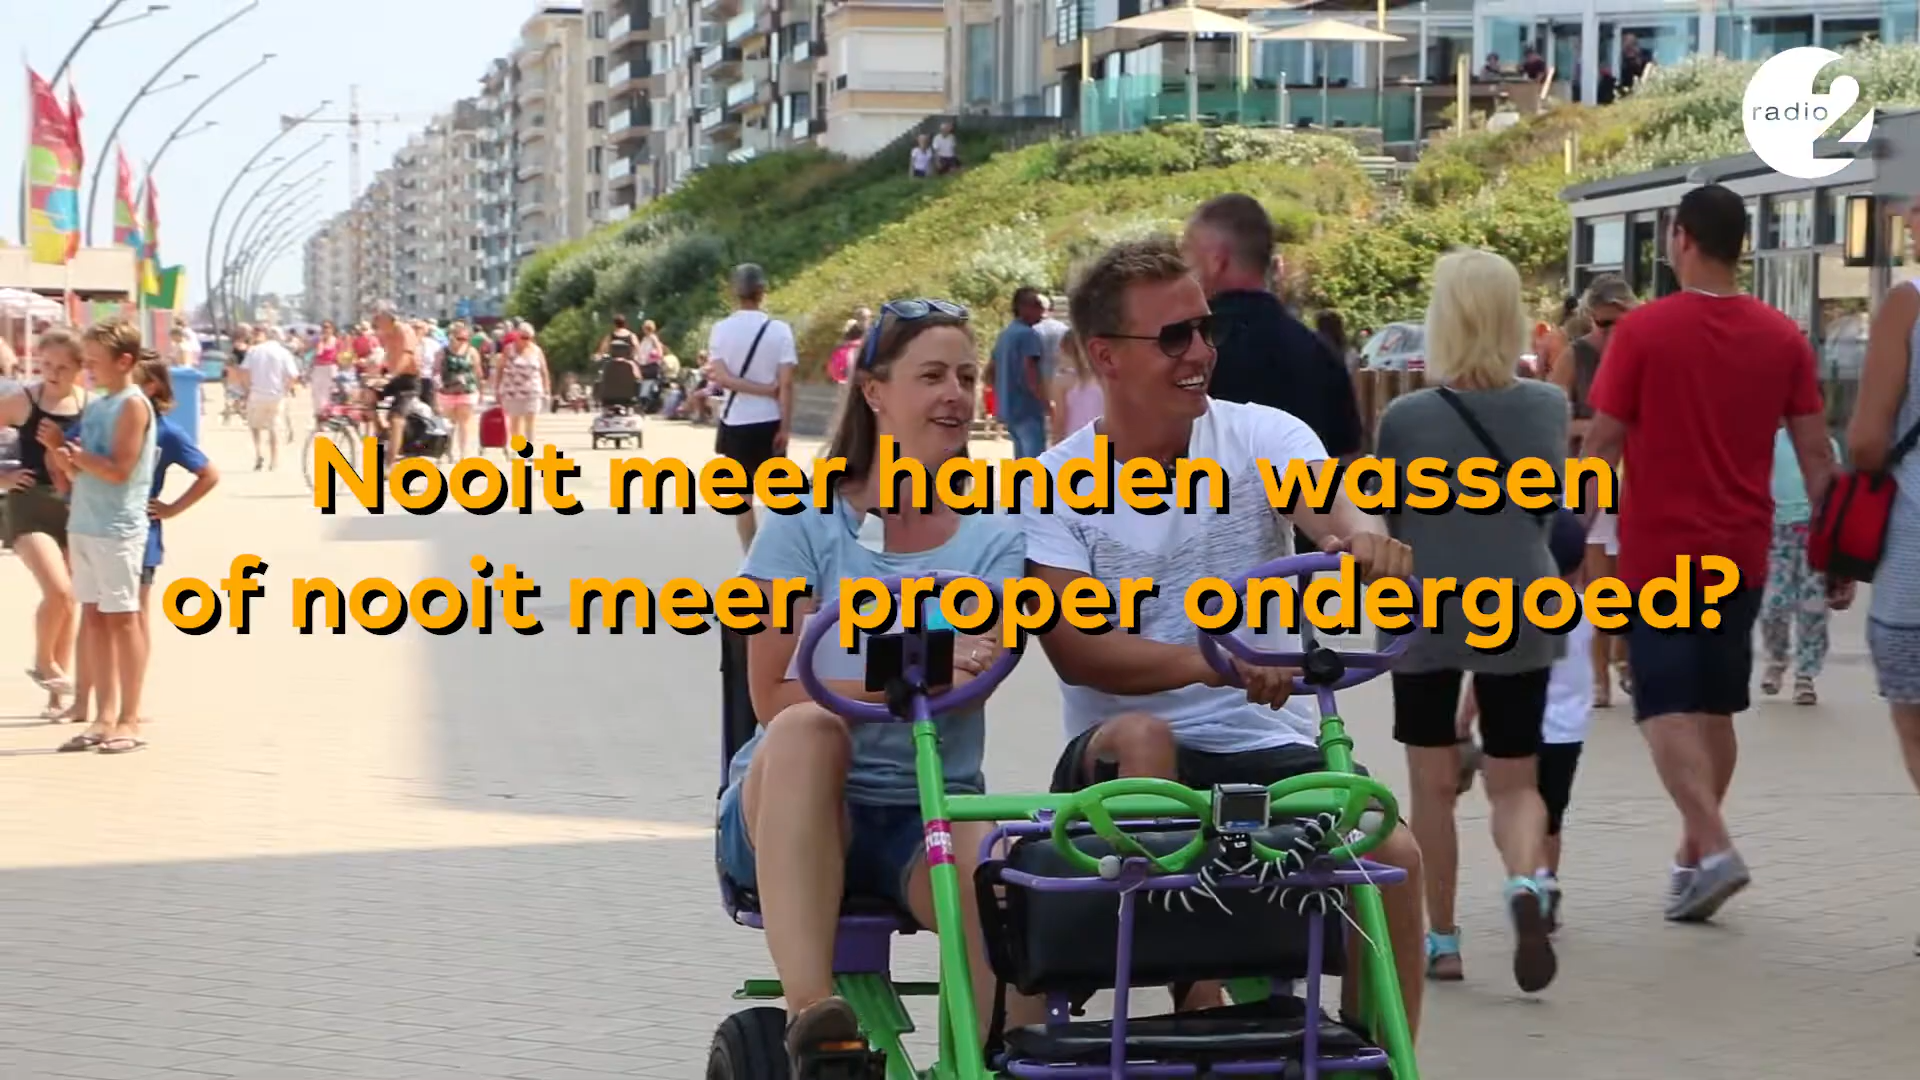 radio 2
Nooit meer handen wassen
of nooit meer proper ondergoed?